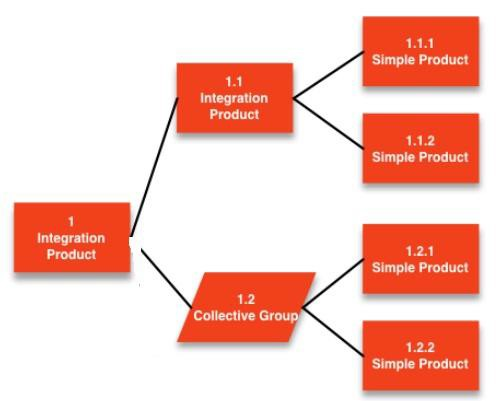 1
Integration
Product
1.1
Integration
Product
1.1.1
Simple Product
1.1.2
Simple Product
1.2
Collective Group
1.2.1
Simple Product
1.2.2
Simple Product